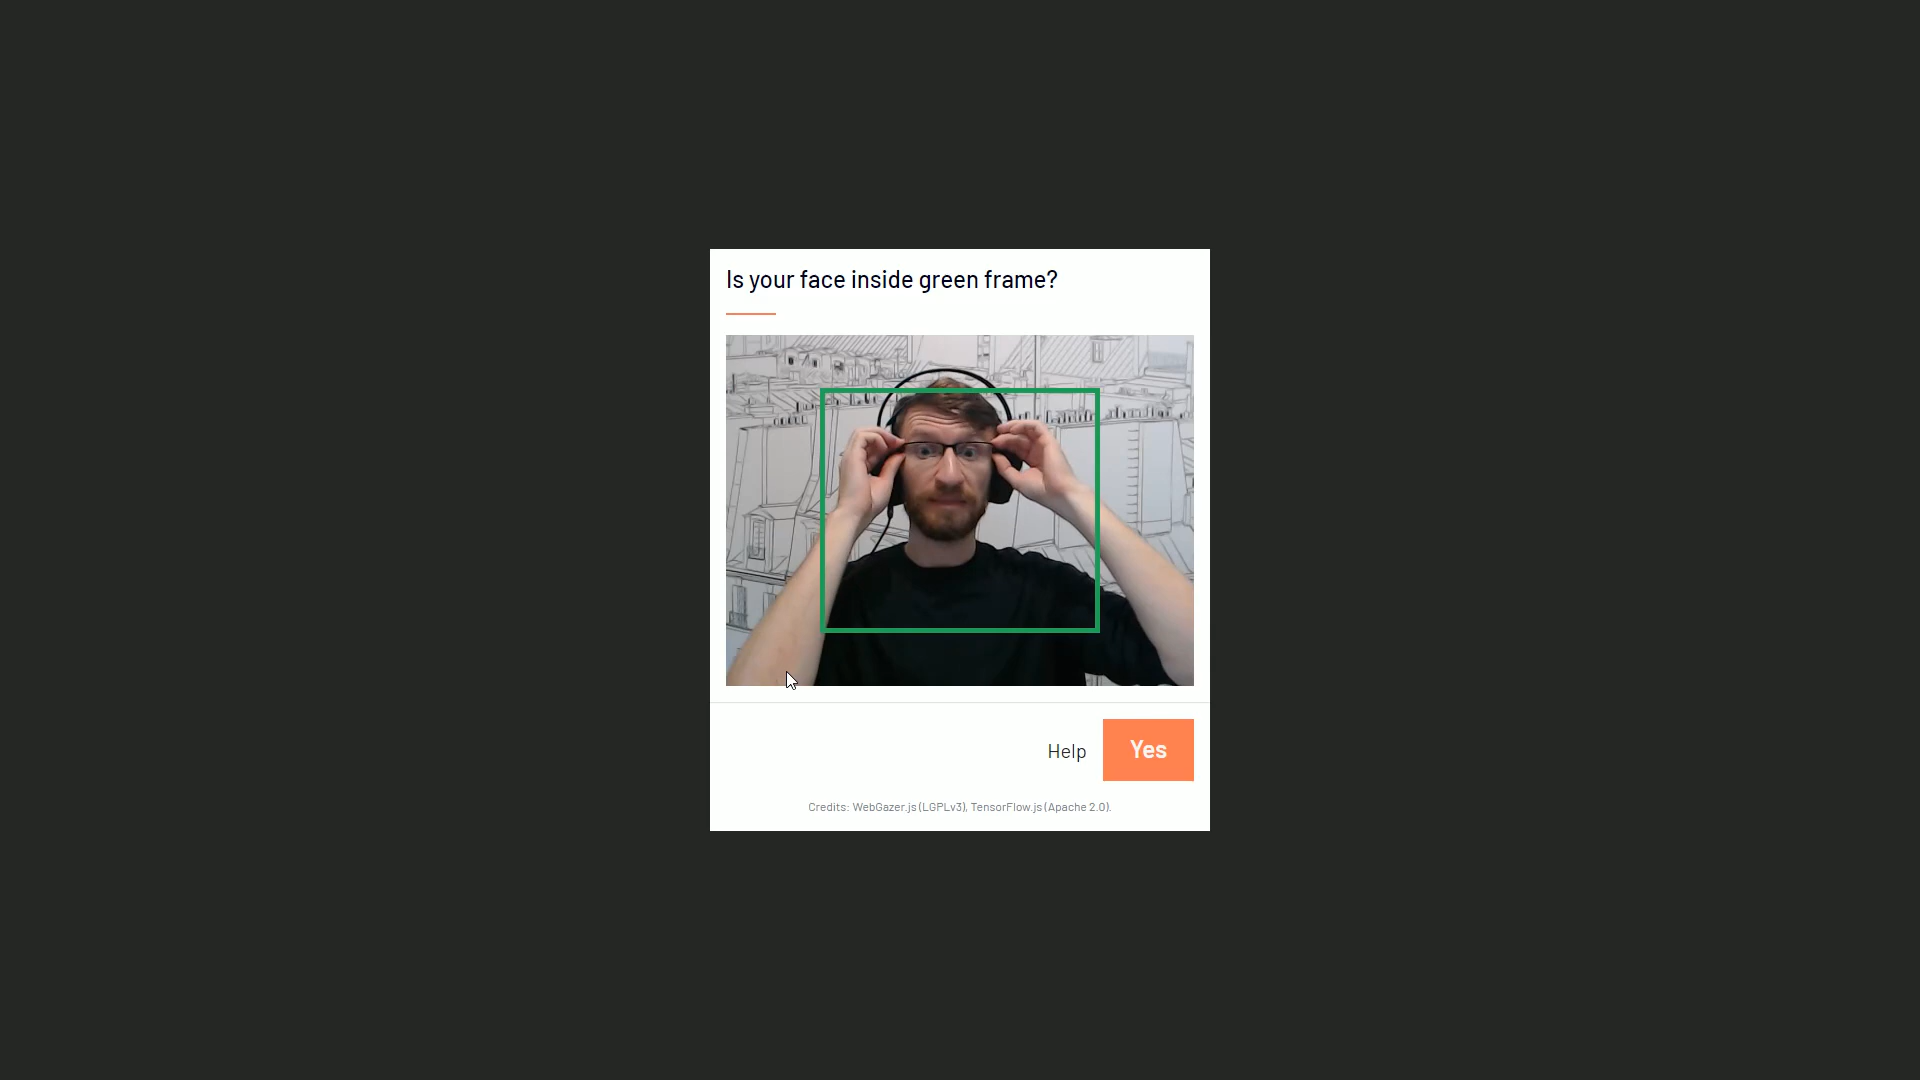 Is your face inside green frame?
Help
Yes
Credits: WebGazer.js (LGPLv3), TensorFlow.js (Apache 2.0).